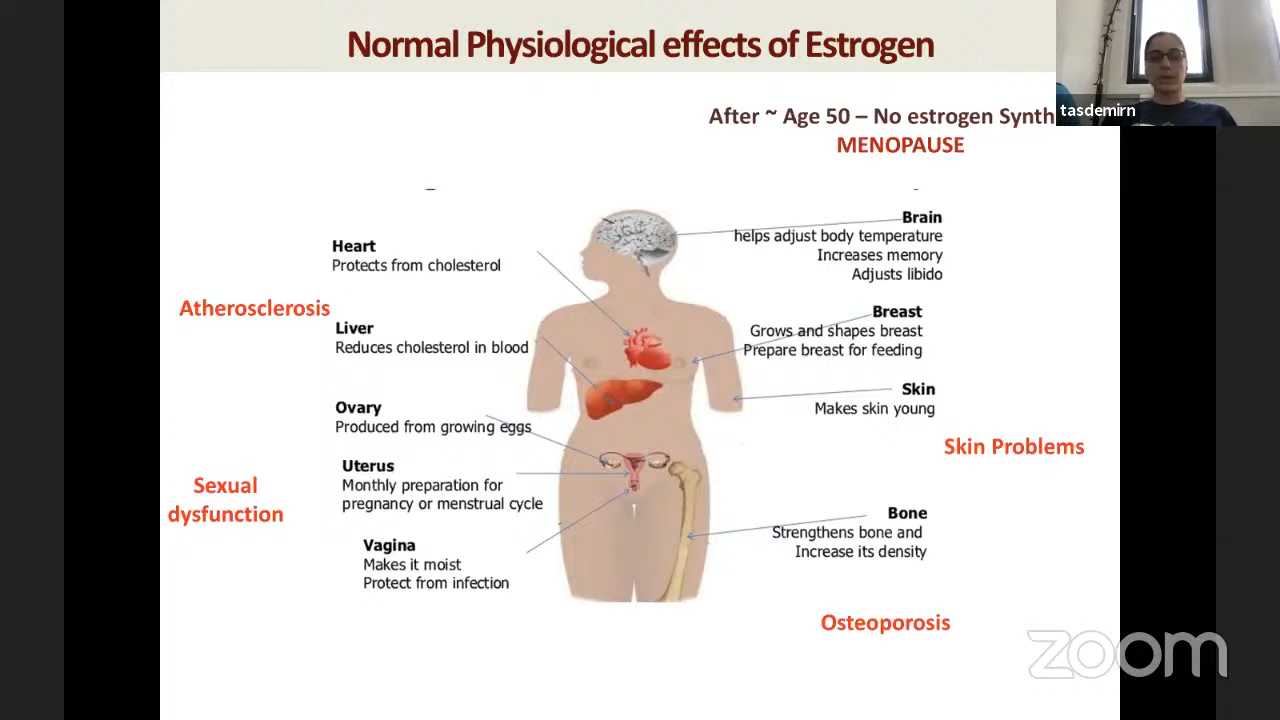 Normal Physiological effects of Estrogen
tasdemirn
After ~ Age 50 – No estrogen Synth
MENOPAUSE
Heart
Protects from cholesterol
Atherosclerosis
Liver
Reduces cholesterol in blood
Ovary
Produced from growing eggs
Uterus
Monthly preparation for
pregnancy or menstrual cycle
Sexual
dysfunction
Vagina
Makes it moist
Protect from infection
Brain
helps adjust body temperature
Increases memory
Adjusts libido
Breast
Grows and shapes breast
Prepare breast for feeding
Skin
Makes skin young
Skin Problems
Bone
Strengthens bone and
Increase its density
Osteoporosis
zoom